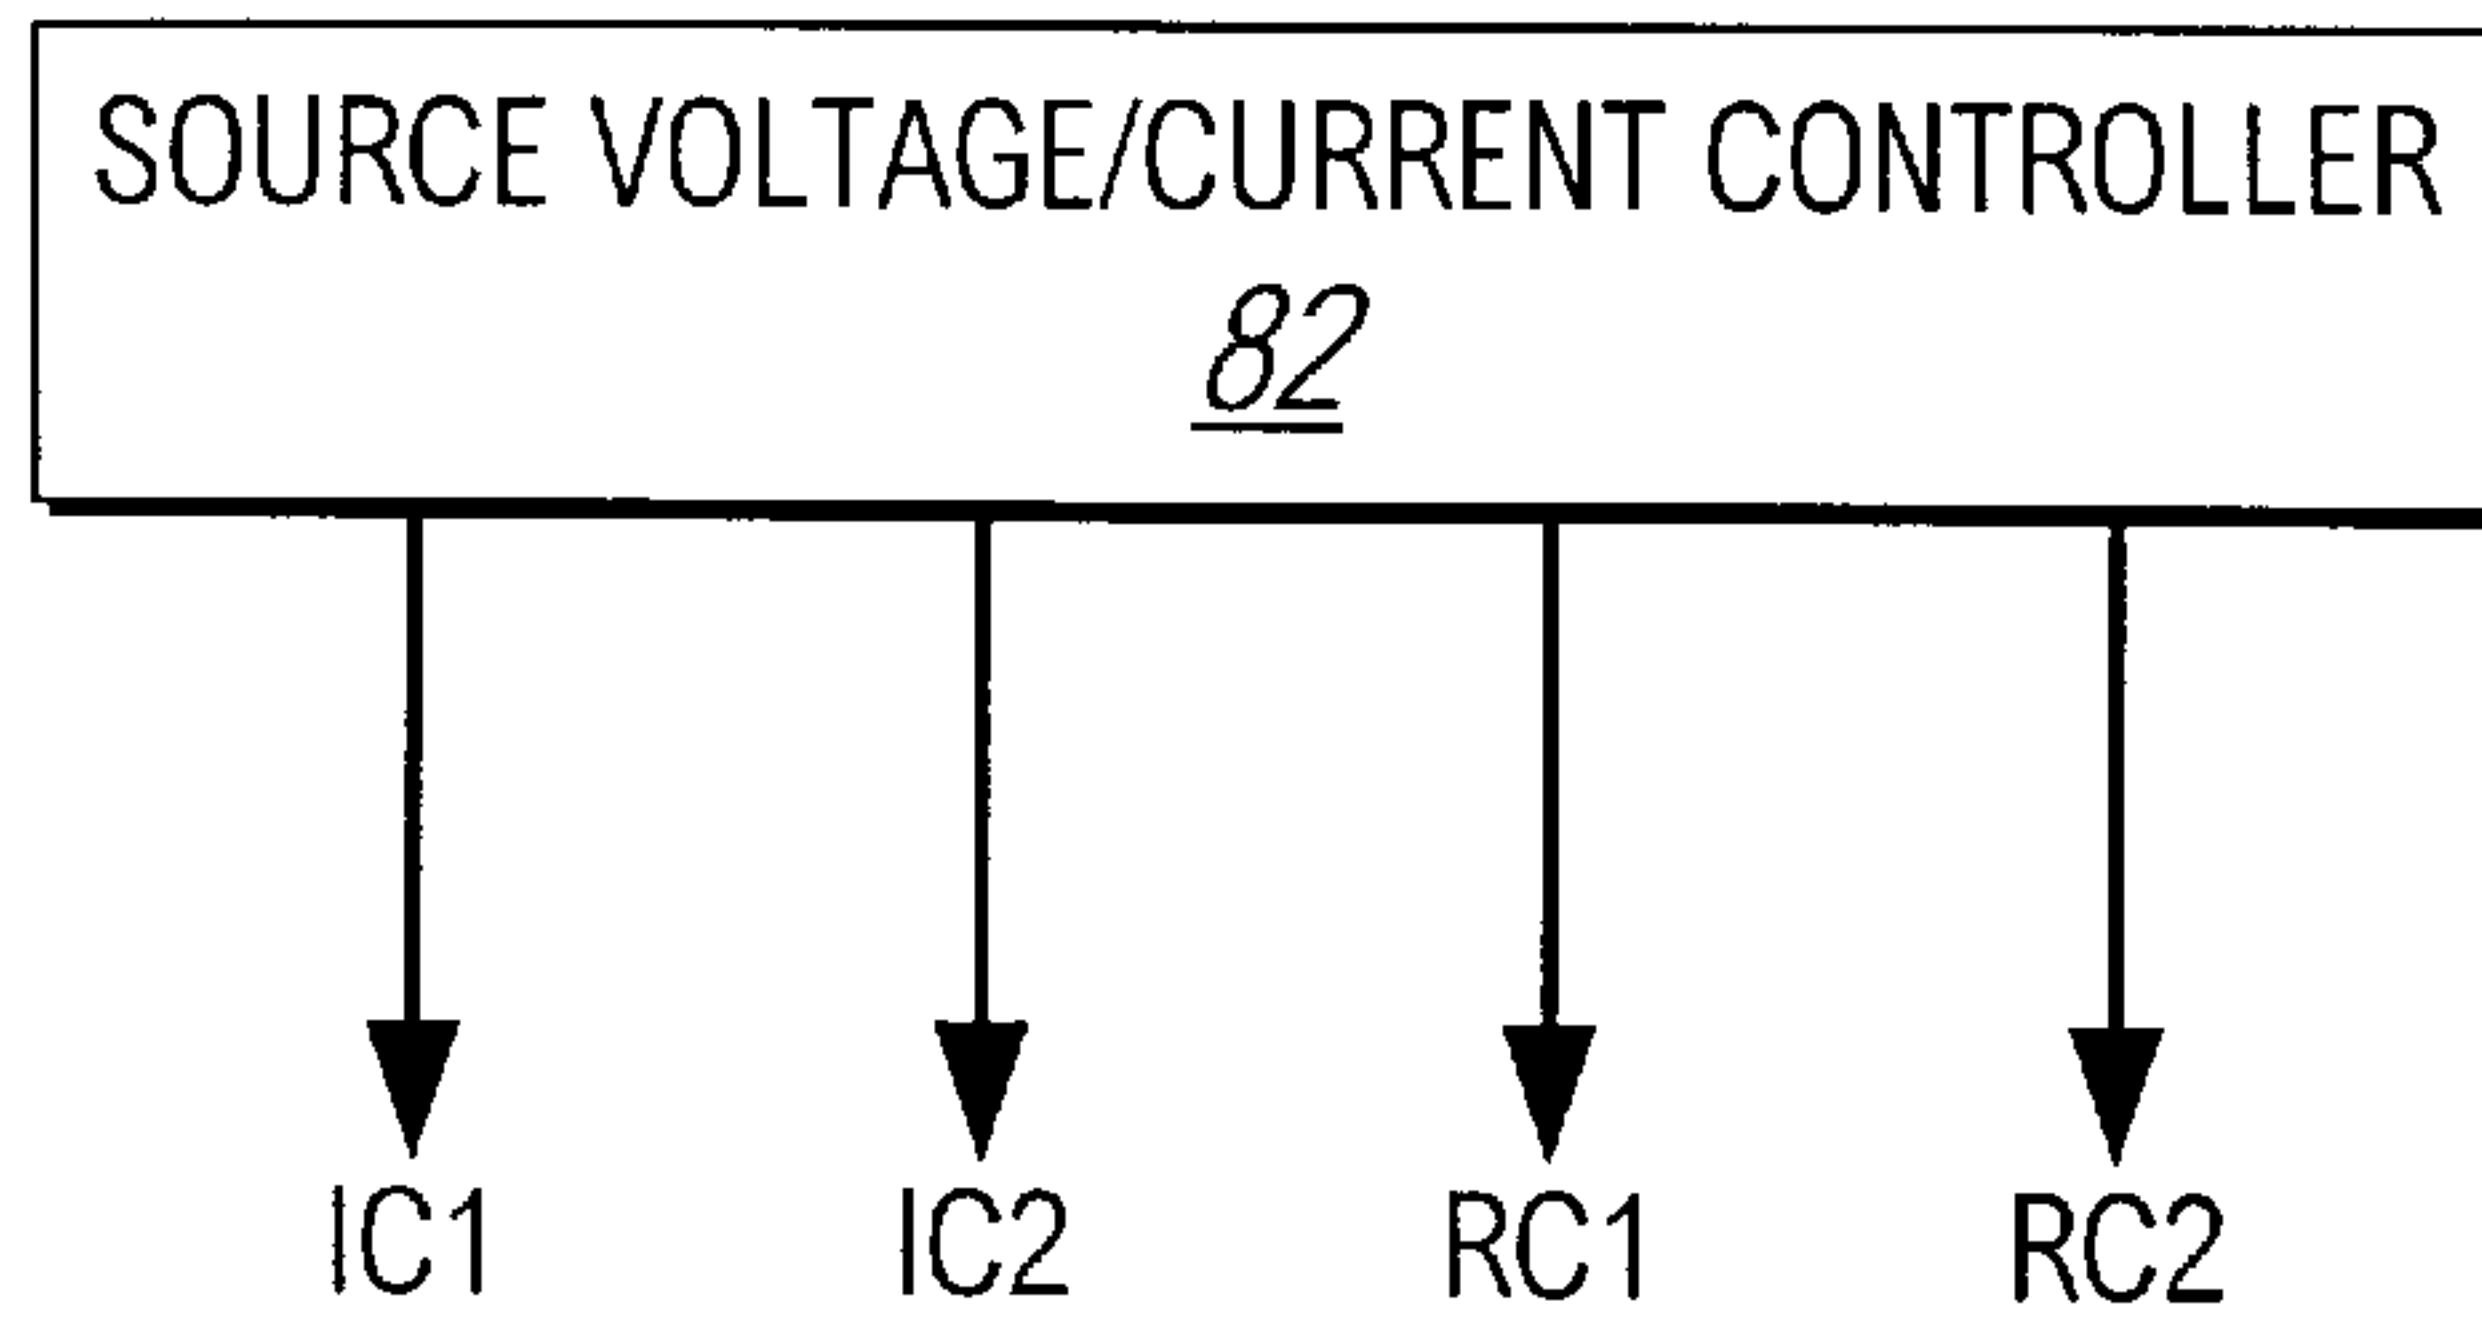 SOURCE VOLTAGE/CURRENT CONTROLLER
82
IC1 IC2 RC1 RC2